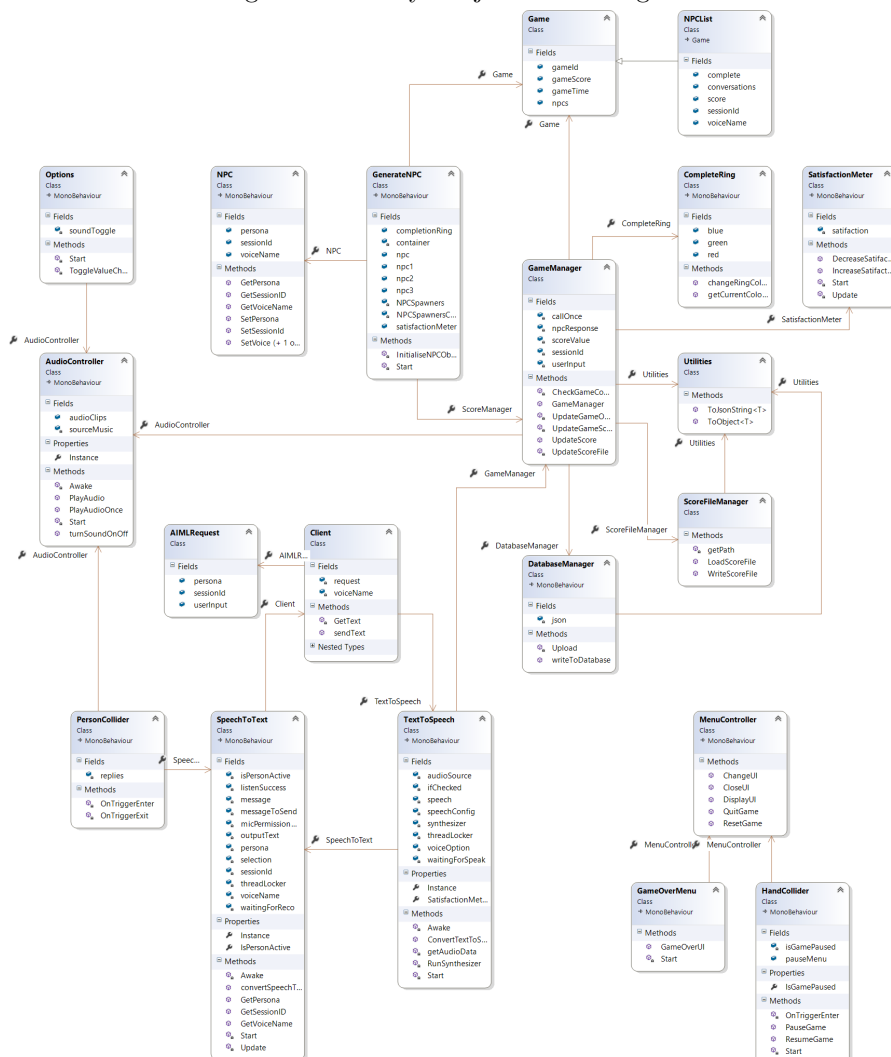 Game
Class
Fields
gameId
gameScore
gameTime
npcs
NPCList
Class
Game
Fields
complete
conversations
score
sessionId
voiceName
Game
Game
Options
Class
MonoBehaviour
Fields
soundToggle
Methods
Start
ToggleValueCh...
NPC
Class
MonoBehaviour
Fields
persona
sessionId
voiceName
Methods
GetPersona
GetSessionID
GetVoiceName
SetPersona
SetSessionId
SetVoice (+ 1 o...
NPC
GenerateNPC
Class
MonoBehaviour
Fields
completionRing
container
npc
npc1
npc2
npc3
NPCSpawners
NPCSpawnersC...
satisfactionMeter
Methods
InitialiseNPCOb...
Start
CompleteRing
Class
MonoBehaviour
Fields
blue
green
red
Methods
changeRingCol...
getCurrentColo...
SatisfactionMeter
Class
MonoBehaviour
Fields
satifaction
Methods
DecreaseSatifac...
IncreaseSatifact...
Start
Update
CompleteRing
SatisfactionMeter
GameManager
Class
MonoBehaviour
Fields
callOnce
npcResponse
scoreValue
sessionId
userInput
Methods
CheckGameCo...
GameManager
UpdateGameO...
UpdateGameSc...
UpdateScore
UpdateScoreFile
AudioController
AudioController
Class
MonoBehaviour
Fields
audioClips
sourceMusic
Properties
Instance
Methods
Awake
PlayAudio
PlayAudioOnce
Start
turnSoundOnOff
AudioController
ScoreManager
AudioController
GameManager
Utilities
Utilities
Utilities
Class
MonoBehaviour
Methods
ToJsonString<T>
ToObject<T>
Utilities
ScoreFileManager
Class
Methods
getPath
LoadScoreFile
WriteScoreFile
ScoreFileManager
DatabaseManager
DatabaseManager
Class
MonoBehaviour
Fields
json
Methods
Upload
writeToDatabase
AIMLRequest
Class
Fields
persona
sessionId
userInput
AIMLR...
Client
Client
Class
Fields
request
voiceName
Methods
GetText
sendText
Nested Types
TextToSpeech
PersonCollider
Class
MonoBehaviour
Fields
replies
Methods
OnTriggerEnter
OnTriggerExit
Speec...
SpeechToText
Class
MonoBehaviour
Fields
isPersonActive
listenSuccess
message
messageToSend
micPermission...
outputText
persona
selection
sessionId
threadLocker
voiceName
waitingForReco
Properties
Instance
IsPersonActive
Methods
Awake
convertSpeechT...
GetPersona
GetSessionID
GetVoiceName
Start
Update
SpeechToText
TextToSpeech
Class
MonoBehaviour
Fields
audioSource
ifChecked
speech
speechConfig
synthesizer
threadLocker
voiceOption
waitingForSpeak
Properties
Instance
SatisfactionMet...
Methods
Awake
ConvertTextToS...
getAudioData
RunSynthesizer
Start
MenuController
Class
MonoBehaviour
Methods
ChangeUI
CloseUI
DisplayUI
QuitGame
ResetGame
MenuController
MenuController
GameOverMenu
Class
MonoBehaviour
Methods
GameOverUI
Start
HandCollider
Class
MonoBehaviour
Fields
isGamePaused
pauseMenu
Properties
IsGamePaused
Methods
OnTriggerEnter
PauseGame
ResumeGame
Start